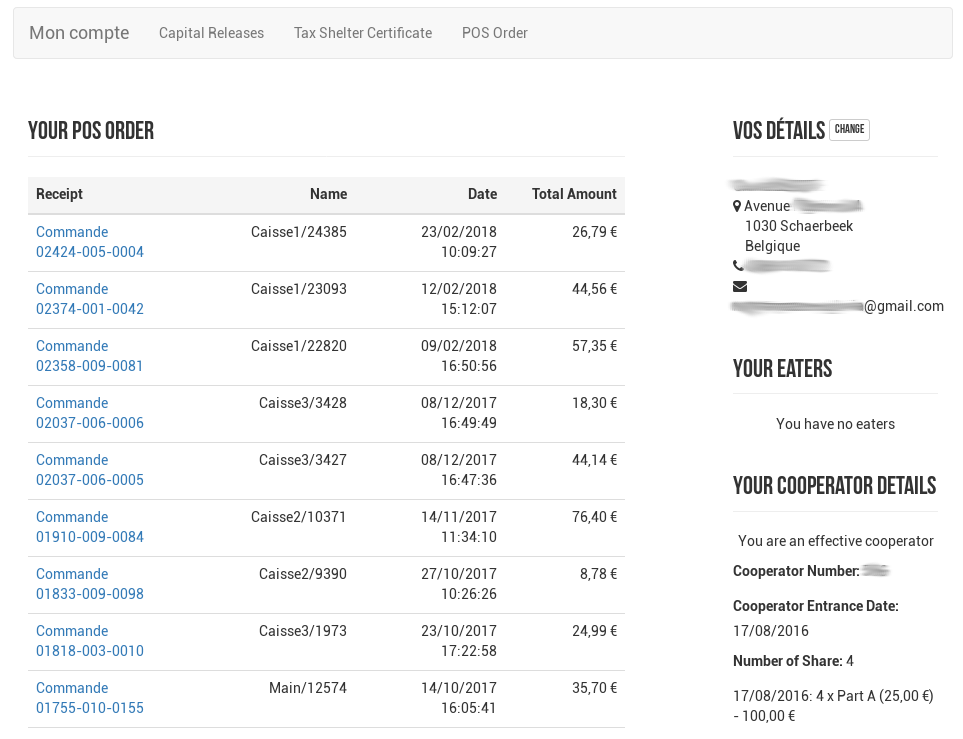 Mon compte Capital Releases Tax Shelter Certificate POS Order
YOUR POS ORDER
Receipt Name Date Total Amount
Commande 02424-005-0004 Caisse1/24385 23/02/2018 10:09:27 26,79 €
Commande 02374-001-0042 Caisse1/23093 12/02/2018 15:12:07 44,56 €
Commande 02358-009-0081 Caisse1/22820 09/02/2018 16:50:56 57,35 €
Commande 02037-006-0006 Caisse3/3428 08/12/2017 16:49:49 18,30 €
Commande 02037-006-0005 Caisse3/3427 08/12/2017 16:47:36 44,14 €
Commande 01910-009-0084 Caisse2/10371 14/11/2017 11:34:10 76,40 €
Commande 01833-009-0098 Caisse2/9390 27/10/2017 10:26:26 8,78 €
Commande 01818-003-0010 Caisse3/1973 23/10/2017 17:22:58 24,99 €
Commande 01755-010-0155 Main/12574 14/10/2017 16:05:41 35,70 €
VOS DÉTAILS CHANGE
Avenue
1030 Schaerbeek
Belgique
@gmail.com
YOUR EATERS
You have no eaters
YOUR COOPERATOR DETAILS
You are an effective cooperator
Cooperator Number:
Cooperator Entrance Date:
17/08/2016
Number of Share: 4
17/08/2016: 4 x Part A (25,00 €)
- 100,00 €